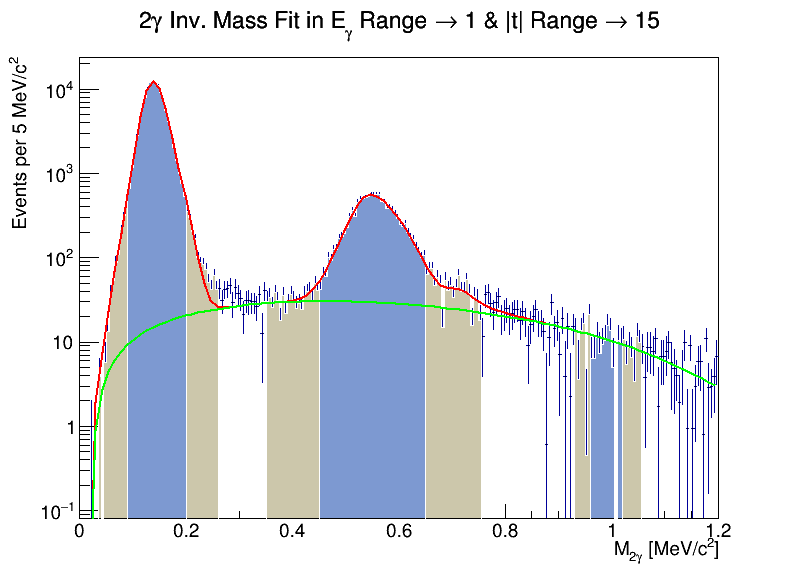 2γ Inv. Mass Fit in E_γ Range → 1 & |t| Range → 15
Events per 5 MeV/c²
10⁴
10³
10²
10
1
10⁻¹
0 0.2 0.4 0.6 0.8 1 1.2
M_2γ [MeV/c²]